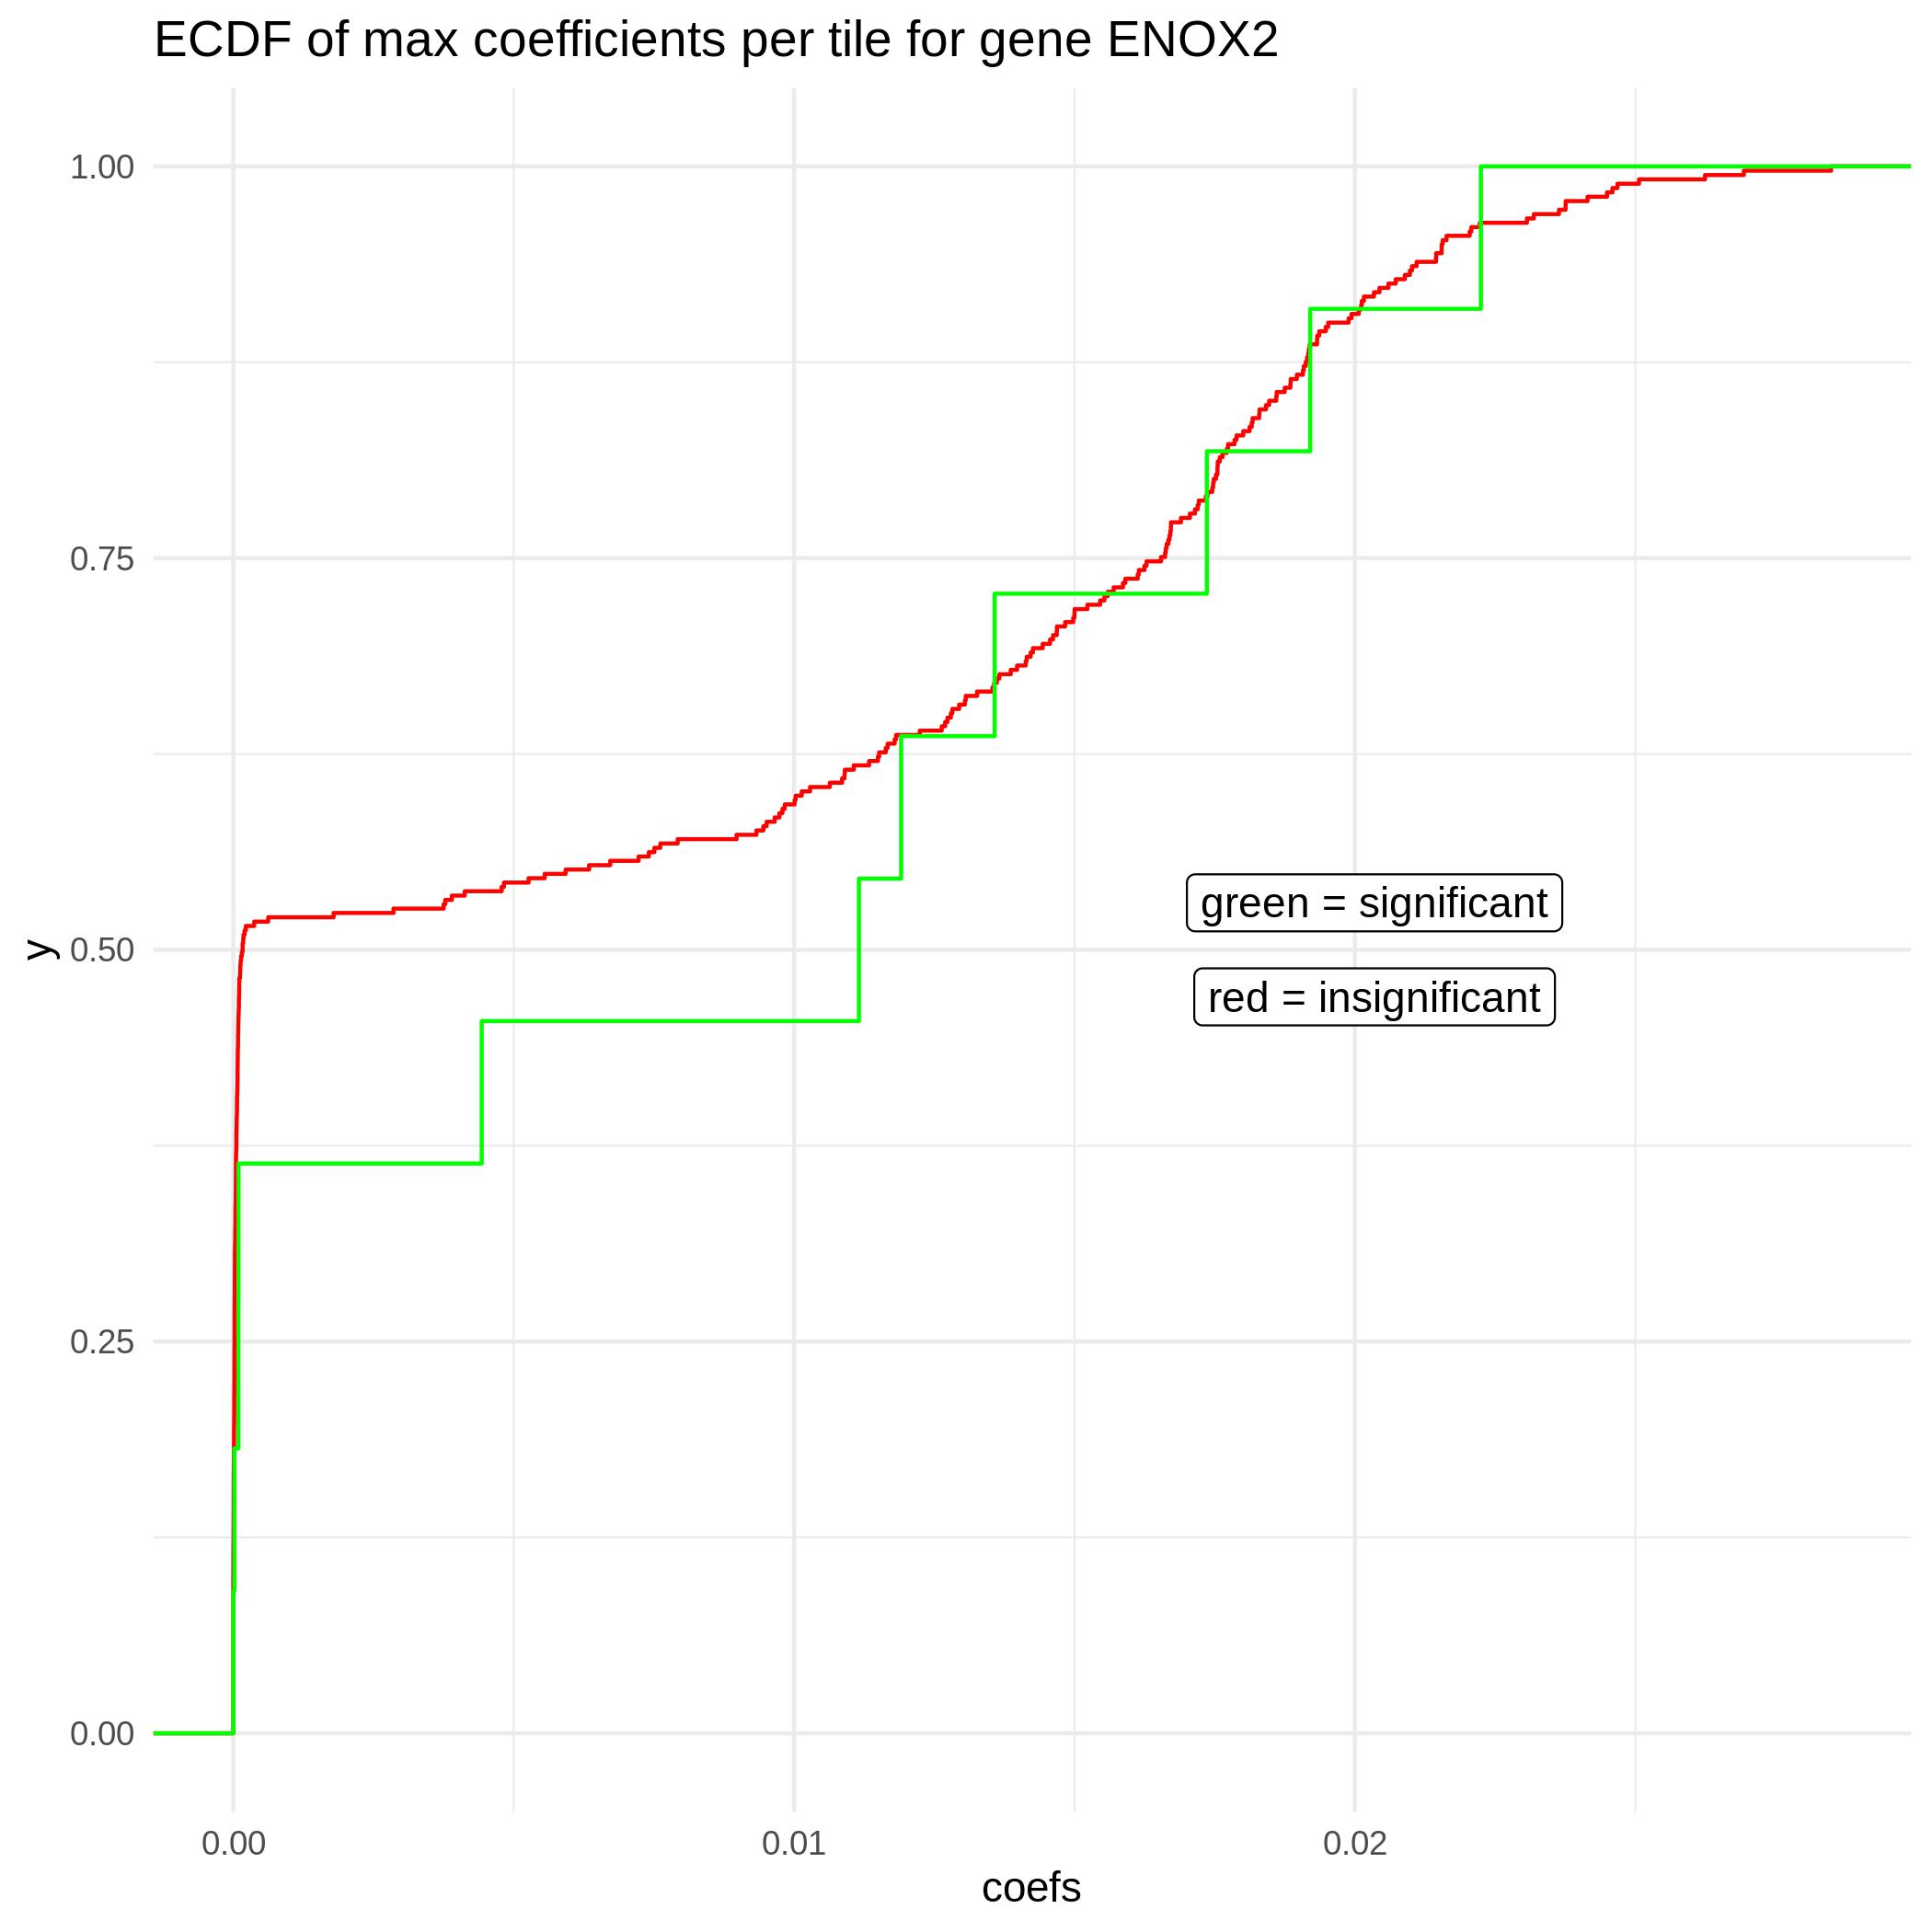 ECDF of max coefficients per tile for gene ENOX2
1.00
0.75
0.50
0.25
0.00
y
green = significant
red = insignificant
0.00 0.01 0.02
coefs